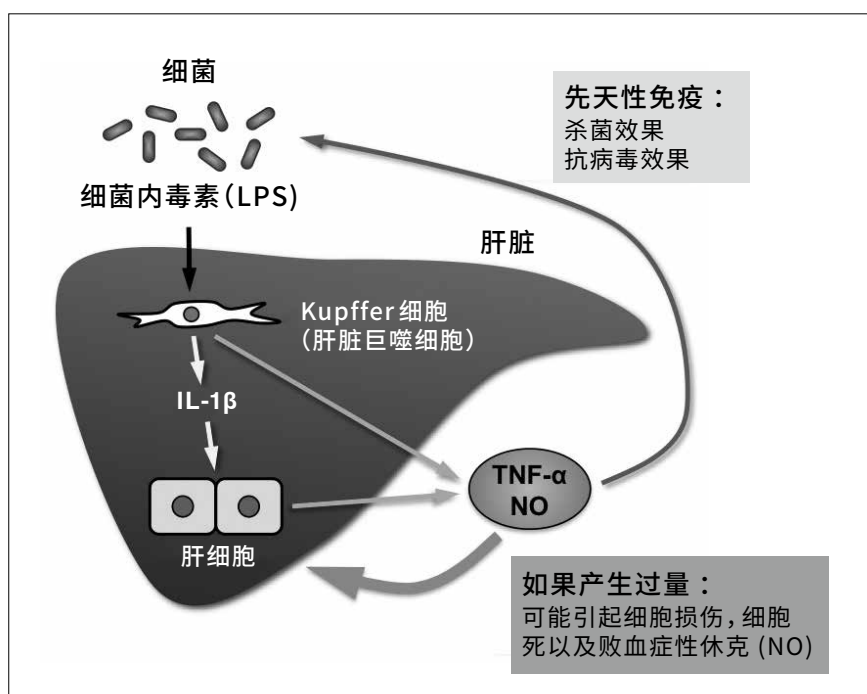 细菌
细菌内毒素(LPS)
先天性免疫：
杀菌效果
抗病毒效果
肝脏
Kupffer 细胞
（肝脏巨噬细胞）
IL-1β
TNF-α
NO
肝细胞
如果产生过量：
可能引起细胞损伤，细胞
死以及败血症性休克 (NO)